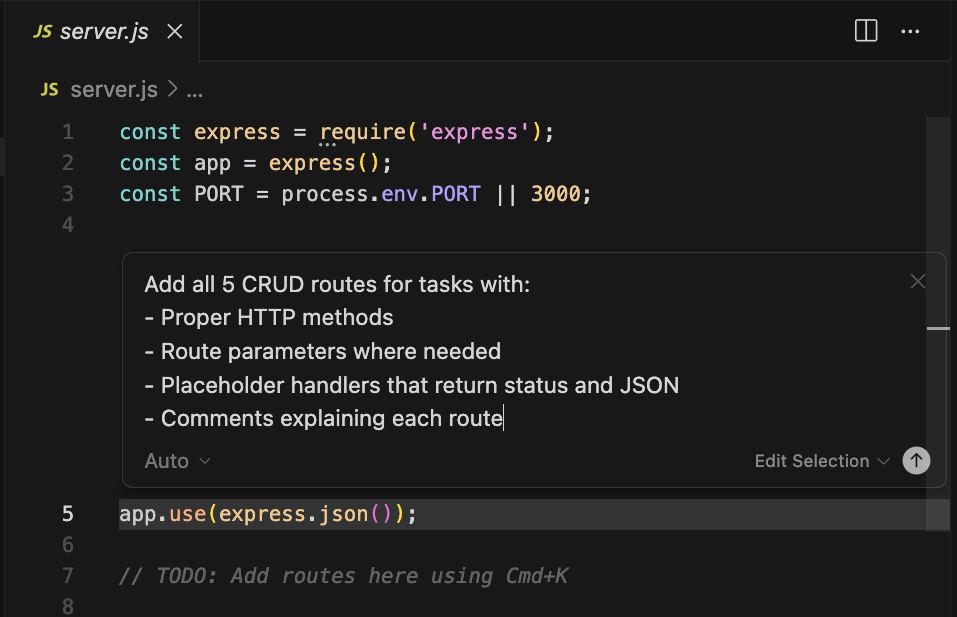 JS server.js
JS server.js > ...
1 const express = require('express');
2 const app = express();
3 const PORT = process.env.PORT || 3000;
4
Add all 5 CRUD routes for tasks with:
- Proper HTTP methods
- Route parameters where needed
- Placeholder handlers that return status and JSON
- Comments explaining each route
Auto Edit Selection
5 app.use(express.json());
6
7 // TODO: Add routes here using Cmd+K
8